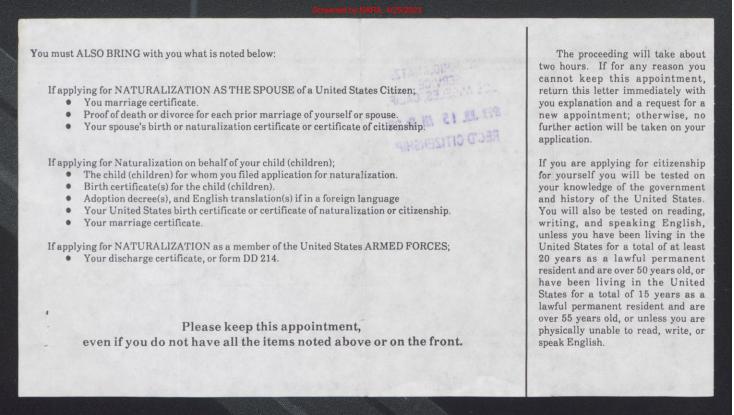 Screened by NARA, 4/25/2023
You must ALSO BRING with you what is noted below:
If applying for NATURALIZATION AS THE SPOUSE of a United States Citizen;
● You marriage certificate.
● Proof of death or divorce for each prior marriage of yourself or spouse.
● Your spouse's birth or naturalization certificate or certificate of citizenship.
If applying for Naturalization on behalf of your child (children);
● The child (children) for whom you filed application for naturalization.
● Birth certificate(s) for the child (children).
● Adoption decree(s), and English translation(s) if in a foreign language
● Your United States birth certificate or certificate of naturalization or citizenship.
● Your marriage certificate.
If applying for NATURALIZATION as a member of the United States ARMED FORCES;
● Your discharge certificate, or form DD 214.
Please keep this appointment,
even if you do not have all the items noted above or on the front.
The proceeding will take about
two hours. If for any reason you
cannot keep this appointment,
return this letter immediately with
you explanation and a request for a
new appointment; otherwise, no
further action will be taken on your
application.
If you are applying for citizenship
for yourself you will be tested on
your knowledge of the government
and history of the United States.
You will also be tested on reading,
writing, and speaking English,
unless you have been living in the
United States for a total of at least
20 years as a lawful permanent
resident and are over 50 years old, or
have been living in the United
States for a total of 15 years as a
lawful permanent resident and are
over 55 years old, or unless you are
physically unable to read, write, or
speak English.
REC'D CITIZENSHIP